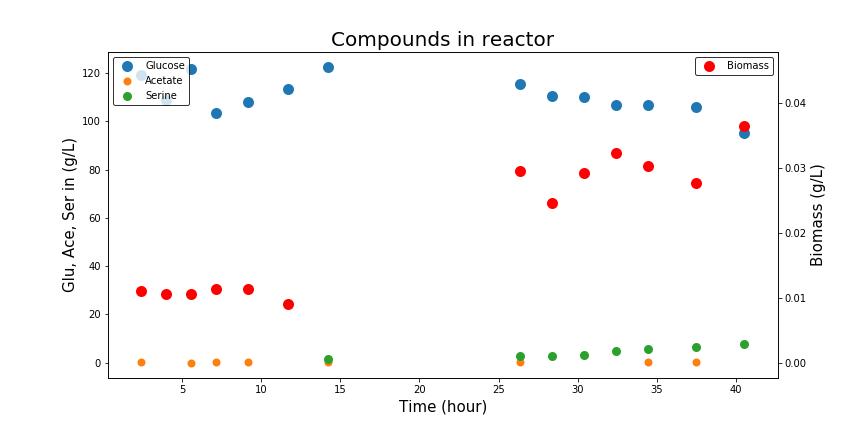 Compounds in reactor
Glucose
Acetate
Serine
Biomass
120
100
80
60
40
20
0
Glu, Ace, Ser in (g/L)
0.04
0.03
0.02
0.01
0.00
Biomass (g/L)
5 10 15 20 25 30 35 40
Time (hour)